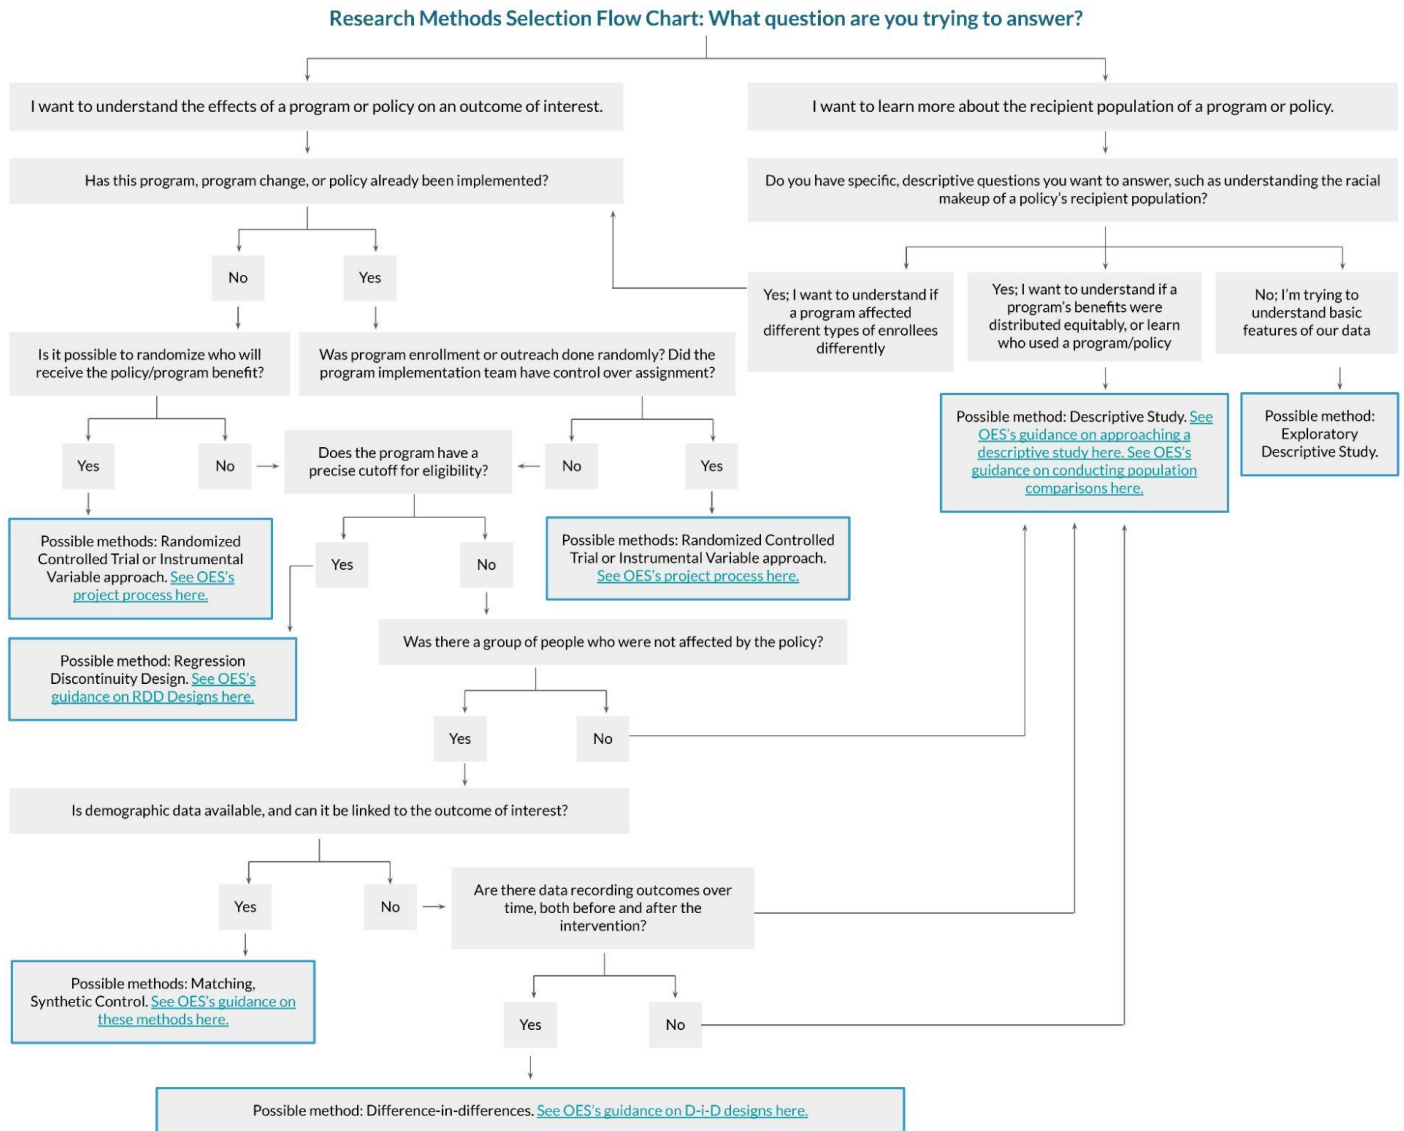 Research Methods Selection Flow Chart: What question are you trying to answer?
I want to understand the effects of a program or policy on an outcome of interest.
I want to learn more about the recipient population of a program or policy.
Has this program, program change, or policy already been implemented?
Do you have specific, descriptive questions you want to answer, such as understanding the racial
makeup of a policy's recipient population?
No
Yes
Yes; I want to understand if
a program affected
different types of enrollees
differently
Yes; I want to understand if a
program's benefits were
distributed equitably, or learn
who used a program/policy
No; I'm trying to
understand basic
features of our data
Is it possible to randomize who will
receive the policy/program benefit?
Was program enrollment or outreach done randomly? Did the
program implementation team have control over assignment?
Possible method: Descriptive Study. See
OES's guidance on approaching a
descriptive study here. See OES's
guidance on conducting population
comparisons here.
Possible method:
Exploratory
Descriptive Study.
Yes
No
Does the program have a
precise cutoff for eligibility?
No
Yes
Possible methods: Randomized
Controlled Trial or Instrumental
Variable approach. See OES's
project process here.
Yes
No
Possible methods: Randomized Controlled
Trial or Instrumental Variable approach.
See OES's project process here.
Possible method: Regression
Discontinuity Design. See OES's
guidance on RDD Designs here.
Was there a group of people who were not affected by the policy?
Yes
No
Is demographic data available, and can it be linked to the outcome of interest?
Yes
No
Are there data recording outcomes over
time, both before and after the
intervention?
Possible methods: Matching,
Synthetic Control. See OES's guidance on
these methods here.
Yes
No
Possible method: Difference-in-differences. See OES's guidance on D-i-D designs here.